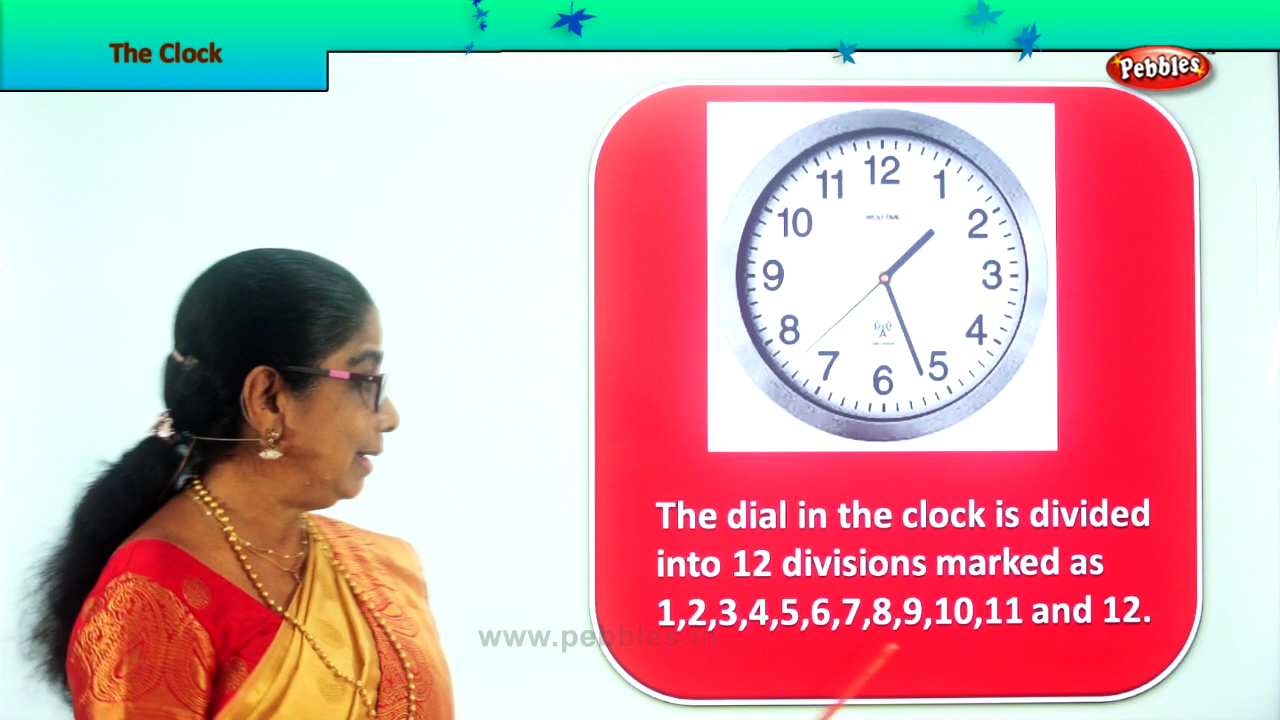 The Clock
Pebbles
12
11
1
10
2
9
3
8
4
7
5
6
The dial in the clock is divided
into 12 divisions marked as
1,2,3,4,5,6,7,8,9,10,11 and 12.
www.pebbles.in